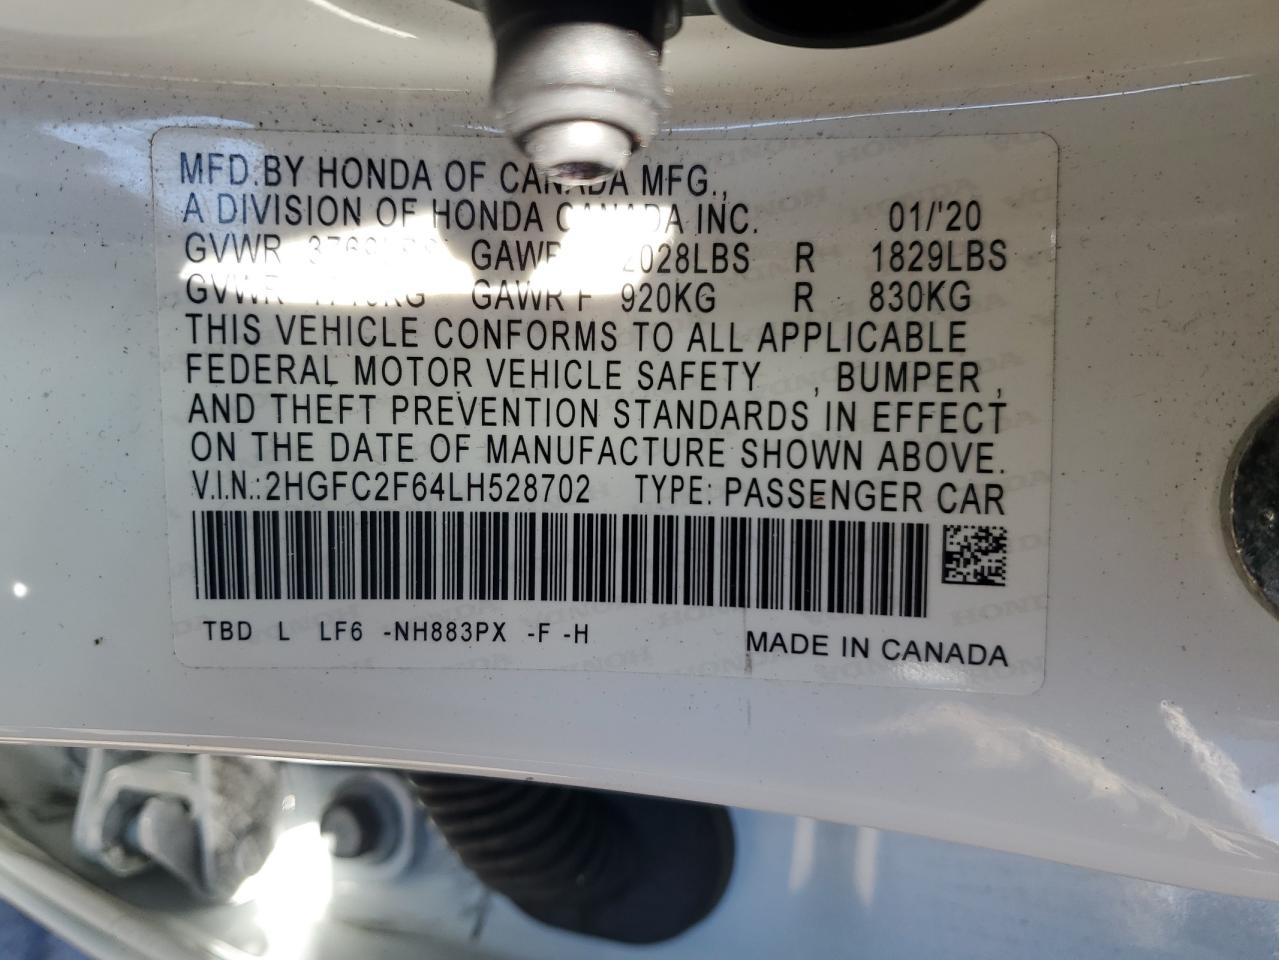 MFD.BY HONDA OF CANADA MFG.,
A DIVISION OF HONDA CANADA INC. 01/'20
GVWR GAWR 2028LBS R 1829LBS
GVWR GAWR F 920KG R 830KG
THIS VEHICLE CONFORMS TO ALL APPLICABLE
FEDERAL MOTOR VEHICLE SAFETY , BUMPER ,
AND THEFT PREVENTION STANDARDS IN EFFECT
ON THE DATE OF MANUFACTURE SHOWN ABOVE.
V.I.N.:2HGFC2F64LH528702 TYPE: PASSENGER CAR
TBD L LF6 -NH883PX -F -H
MADE IN CANADA